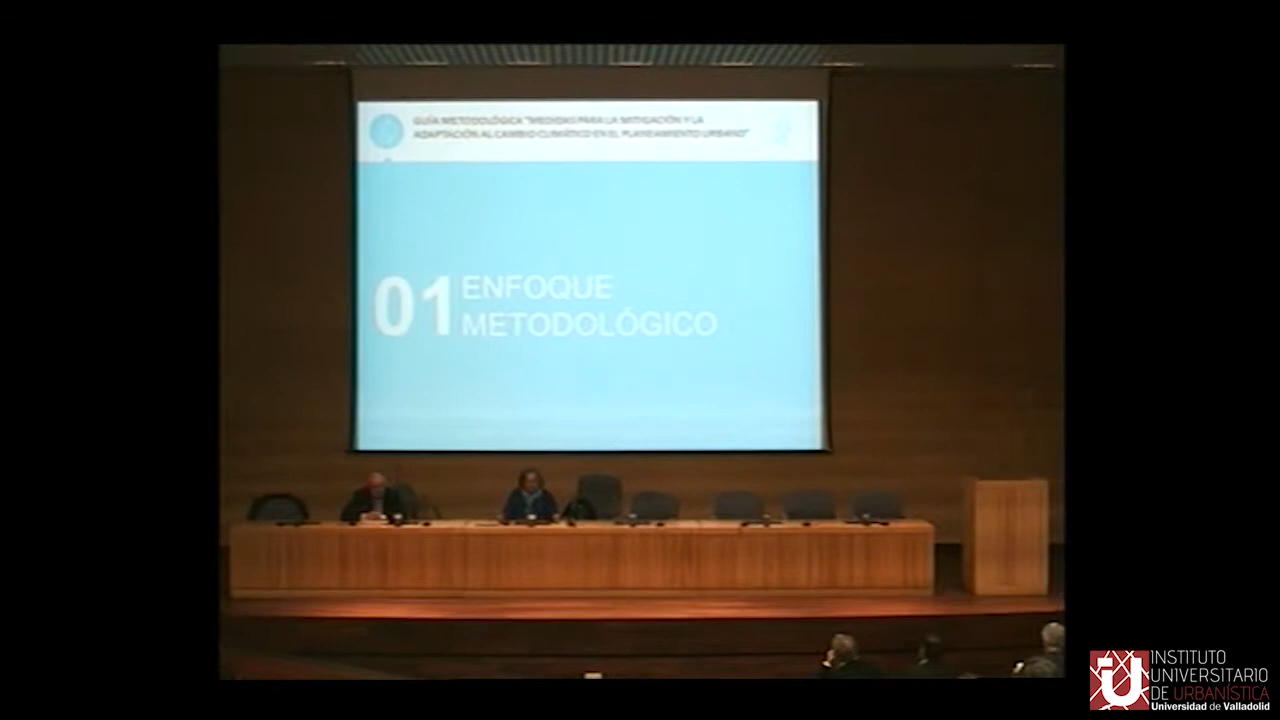 GUÍA METODOLÓGICA "MEDIDAS PARA LA MITIGACIÓN Y LA
ADAPTACIÓN AL CAMBIO CLIMÁTICO EN EL PLANEAMIENTO URBANO"
01 ENFOQUE
METODOLÓGICO
INSTITUTO
UNIVERSITARIO
DE URBANÍSTICA
Universidad de Valladolid